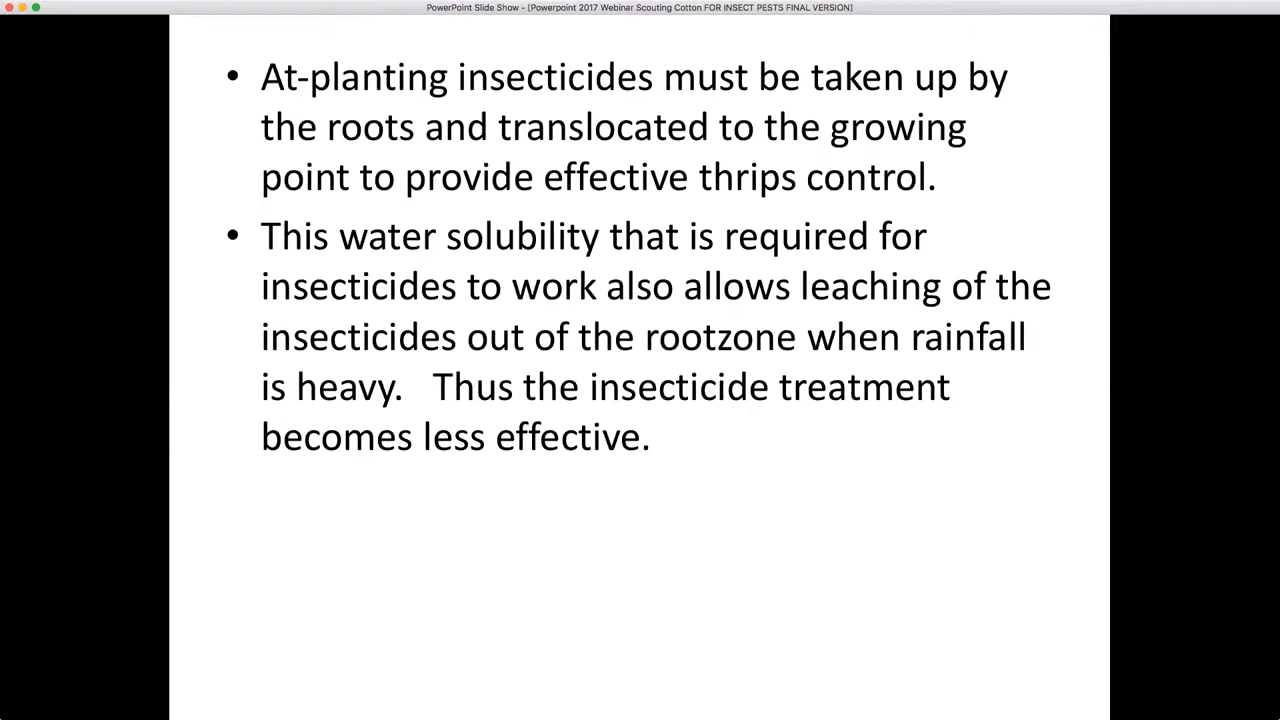 PowerPoint Slide Show - [Powerpoint 2017 Webinar Scouting Cotton FOR INSECT PESTS FINAL VERSION]
• At-planting insecticides must be taken up by
the roots and translocated to the growing
point to provide effective thrips control.
• This water solubility that is required for
insecticides to work also allows leaching of the
insecticides out of the rootzone when rainfall
is heavy.   Thus the insecticide treatment
becomes less effective.